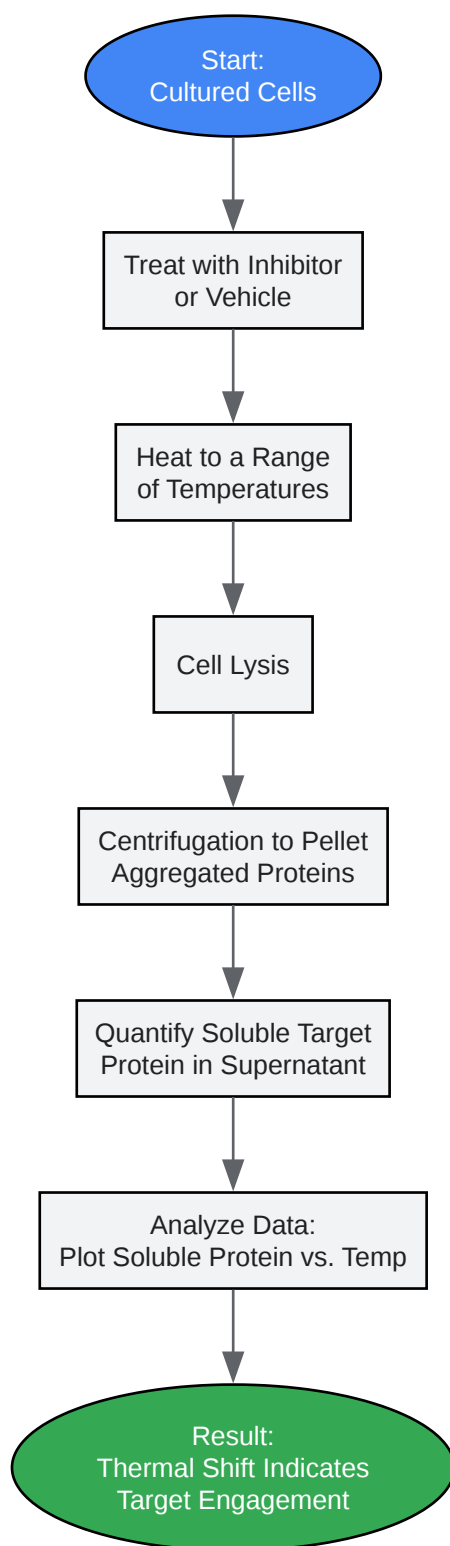 Start:
Cultured Cells
Treat with Inhibitor
or Vehicle
Heat to a Range
of Temperatures
Cell Lysis
Centrifugation to Pellet
Aggregated Proteins
Quantify Soluble Target
Protein in Supernatant
Analyze Data:
Plot Soluble Protein vs. Temp
Result:
Thermal Shift Indicates
Target Engagement